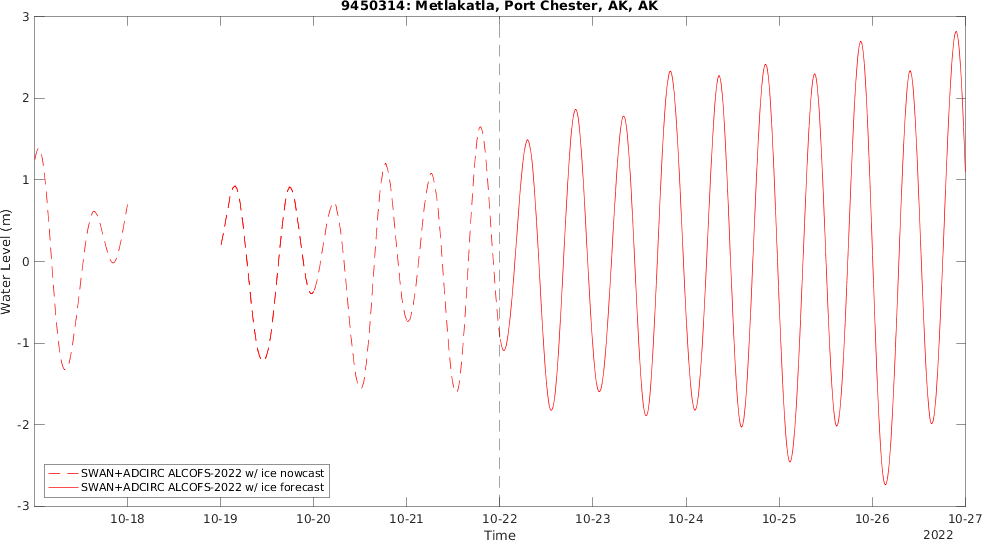 9450314: Metlakatla, Port Chester, AK, AK
3
2
1
0
-1
-2
-3
Water Level (m)
SWAN+ADCIRC ALCOFS-2022 w/ ice nowcast
SWAN+ADCIRC ALCOFS-2022 w/ ice forecast
10-18 10-19 10-20 10-21 10-22 10-23 10-24 10-25 10-26 10-27
Time
2022